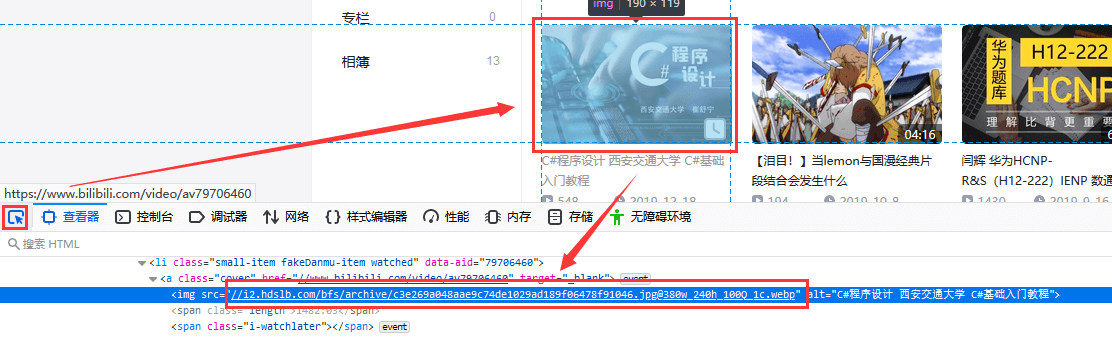 img 190 × 119
专栏 0
相簿 13
C# 程序设计
西安交通大学 崔舒宁
04:16
华为题库
H12-222
HCNP
理解比背更重要
6
C#程序设计 西安交通大学 C#基础入门教程
548 2019-12-18
【泪目！】当lemon与国漫经典片段结合会发生什么
194 2019-10-8
闫辉 华为HCNP-
R&S（H12-222）IENP 数通
1430 2019-9-16
https://www.bilibili.com/video/av79706460
查看器 控制台 调试器 网络 样式编辑器 性能 内存 存储 无障碍环境
搜索 HTML
<li class="small-item fakeDanmu-item watched" data-aid="79706460">
<a class="cover" href="//www.bilibili.com/video/av79706460" target="_blank"> event
<img src="//i2.hdslb.com/bfs/archive/c3e269a048aae9c74de1029ad189f06478f91046.jpg@380w_240h_100Q_1c.webp" alt="C#程序设计 西安交通大学 C#基础入门教程">
<span class="length">1482:03</span>
<span class="i-watchlater"></span> event